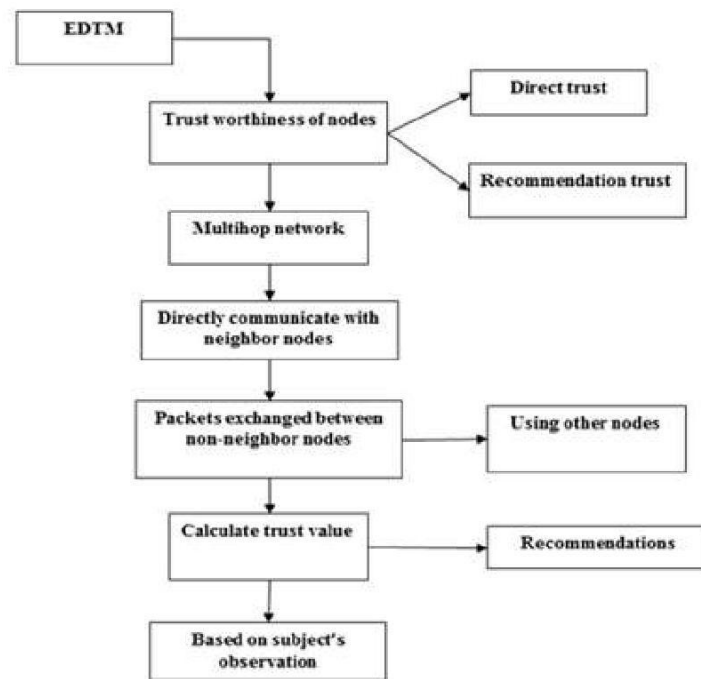 EDTM
Direct trust
Trust worthiness of nodes
Recommendation trust
Multihop network
Directly communicate with
neighbor nodes
Packets exchanged between
non-neighbor nodes
Using other nodes
Calculate trust value
Recommendations
Based on subject's
observation